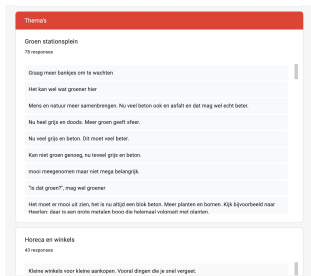 Thema's
Groen stationsplein
78 responses
Graag meer bankjes om te wachten
Het kan wel wat groener hier
Mens en natuur meer samenbrengen. Nu veel beton ook en asfalt en dat mag wel echt beter.
Nu heel grijs en doods. Meer groen geeft sfeer.
Nu veel grijs en beton. Dit moet veel beter.
Kan niet groen genoeg, nu teveel grijs en beton.
mooi meegenomen maar niet mega belangrijk.
"Is dat groen?", mag wel groener
Het moet er mooi uit zien, het is nu altijd een blok beton. Meer planten en bomen. Kijk bijvoorbeeld naar
Heerlen: daar is een grote metalen boog die helemaal volgroeit met planten.
Horeca en winkels
43 responses
Kleine winkels voor kleine aankopen. Vooral dingen die je snel vergeet.